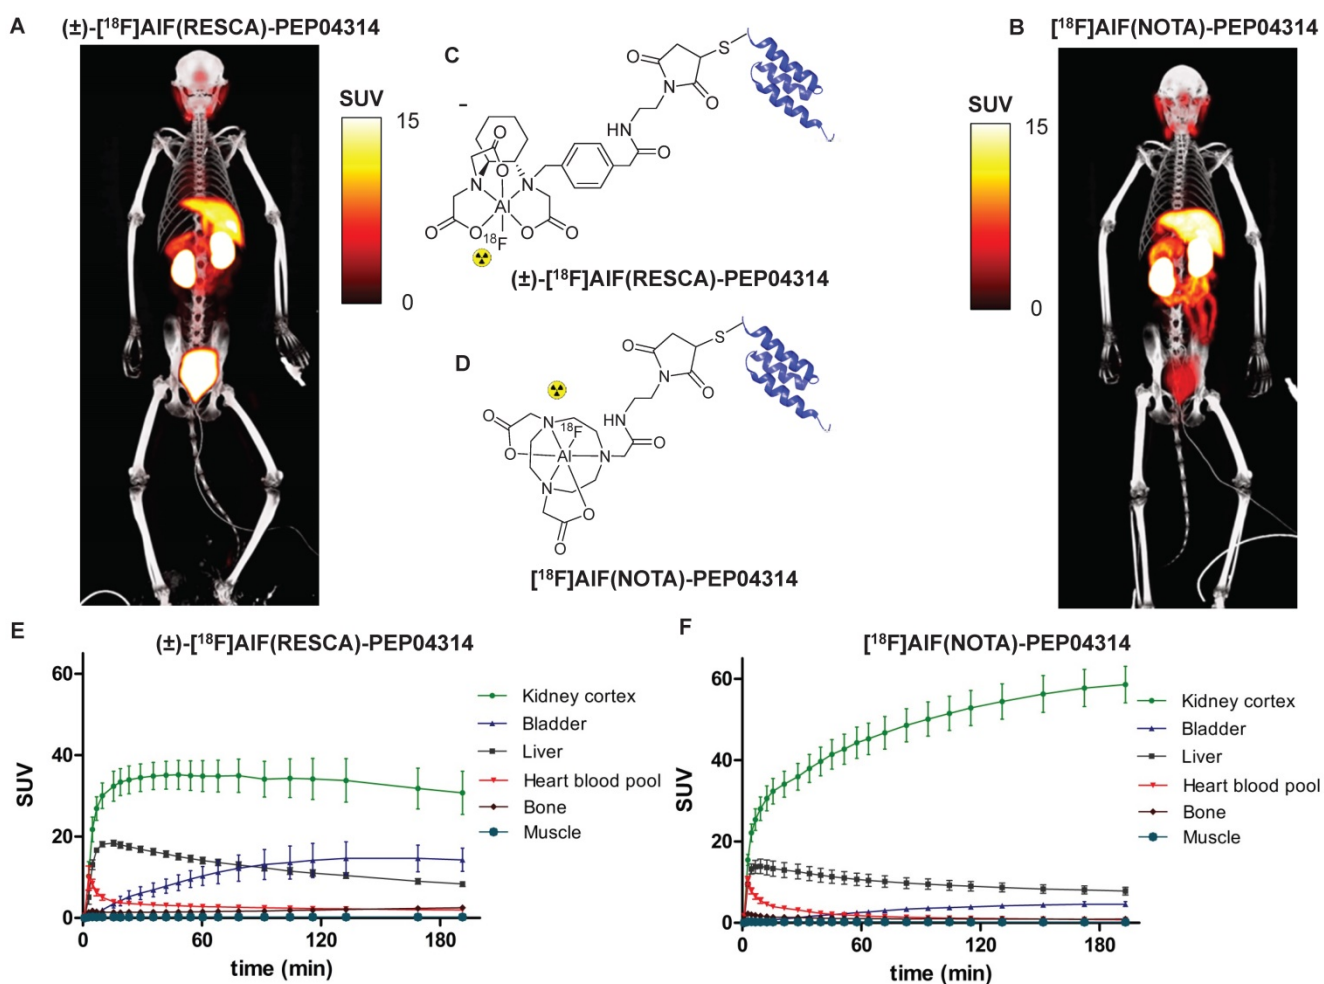 A (±)-[¹⁸F]AlF(RESCA)-PEP04314
SUV
15
0
C
–
O
S
N
O
HN
O
O
O
N
N
O
Al
O
O
¹⁸F
O
O
(±)-[¹⁸F]AlF(RESCA)-PEP04314
D
O
S
N
O
HN
O
O
N
¹⁸F
O
Al
N
N
O
O
[¹⁸F]AlF(NOTA)-PEP04314
B [¹⁸F]AlF(NOTA)-PEP04314
SUV
15
0
E
(±)-[¹⁸F]AlF(RESCA)-PEP04314
SUV
60
40
20
0
0 60 120 180
time (min)
Kidney cortex
Bladder
Liver
Heart blood pool
Bone
Muscle
F
[¹⁸F]AlF(NOTA)-PEP04314
SUV
60
40
20
0
0 60 120 180
time (min)
Kidney cortex
Bladder
Liver
Heart blood pool
Bone
Muscle